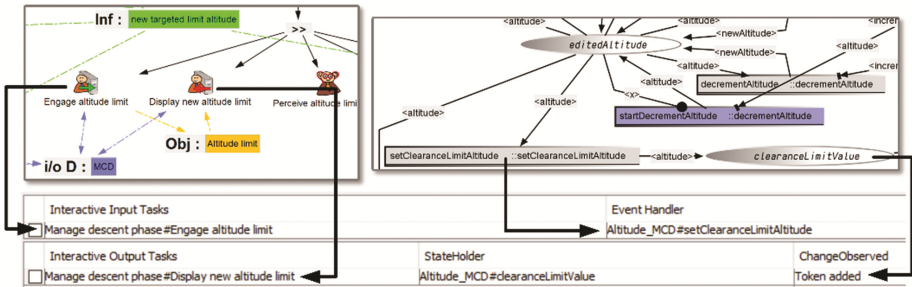 Inf : new targeted limit altitude
>>
Engage altitude limit
Display new altitude limit
Perceive altitude limi
Obj : Altitude limit
i/o D : MCD
<altitude>
editedAltitude
<newAltitude>
<increm
<newAltitude>
<altitude>
<altitude>
<altitude>
<altitude>
<incre
decrementAltitude ::decrementAltitude
<x>
<altitude>
startDecrementAltitude ::decrementAltitude
<altitude>
setClearanceLimitAltitude ::setClearanceLimitAltitude
<altitude>
clearanceLimitValue
Interactive Input Tasks Event Handler
Manage descent phase#Engage altitude limit Altitude_MCD#setClearanceLimitAltitude
Interactive Output Tasks StateHolder ChangeObserved
Manage descent phase#Display new altitude limit Altitude_MCD#clearanceLimitValue Token added